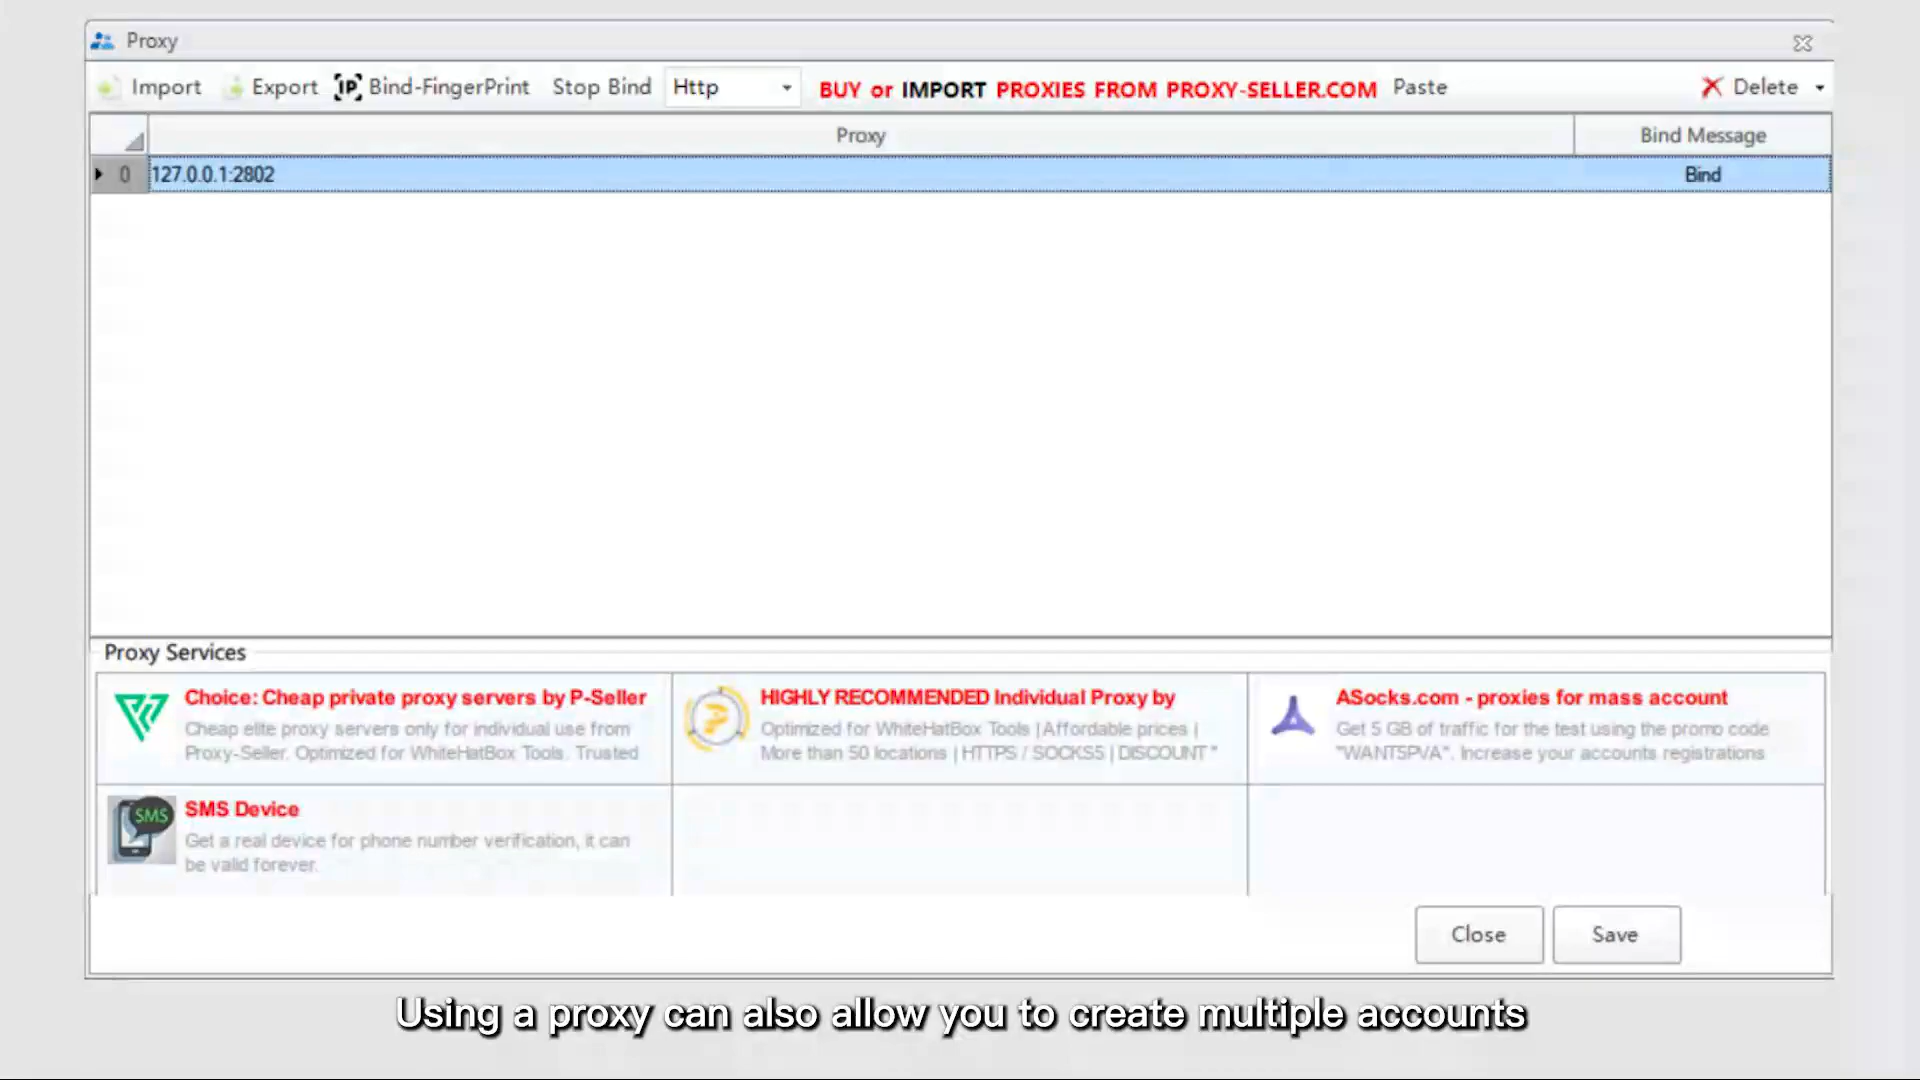 Proxy
Import Export Bind-FingerPrint Stop Bind Http BUY or IMPORT PROXIES FROM PROXY-SELLER.COM Paste Delete
Proxy Bind Message
0 127.0.0.1:2802 Bind
Proxy Services
Choice: Cheap private proxy servers by P-Seller
Cheap elite proxy servers only for individual use from
Proxy-Seller. Optimized for WhiteHatBox Tools. Trusted
HIGHLY RECOMMENDED Individual Proxy by
Optimized for WhiteHatBox Tools | Affordable prices |
More than 50 locations | HTTPS / SOCKS5 | DISCOUNT "
ASocks.com - proxies for mass account
Get 5 GB of traffic for the test using the promo code
"WANTSPVA". Increase your accounts registrations
SMS
SMS Device
Get a real device for phone number verification, it can
be valid forever.
Close Save
Using a proxy can also allow you to create multiple accounts